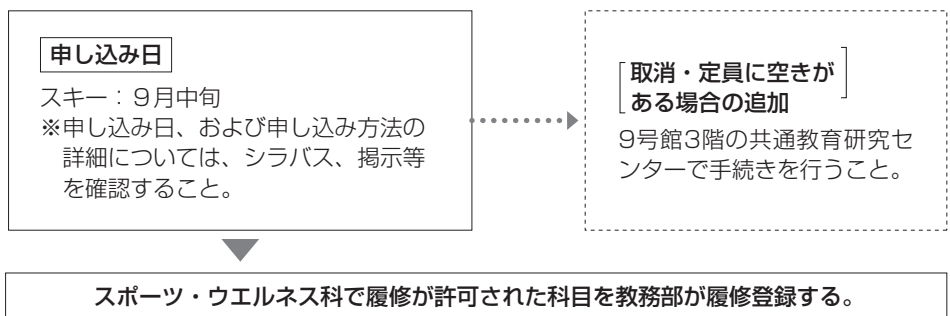 申し込み日
スキー：９月中旬
※申し込み日、および申し込み方法の
詳細については、シラバス、掲示等
を確認すること。
取消・定員に空きが
ある場合の追加
9号館3階の共通教育研究セ
ンターで手続きを行うこと。
スポーツ・ウエルネス科で履修が許可された科目を教務部が履修登録する。